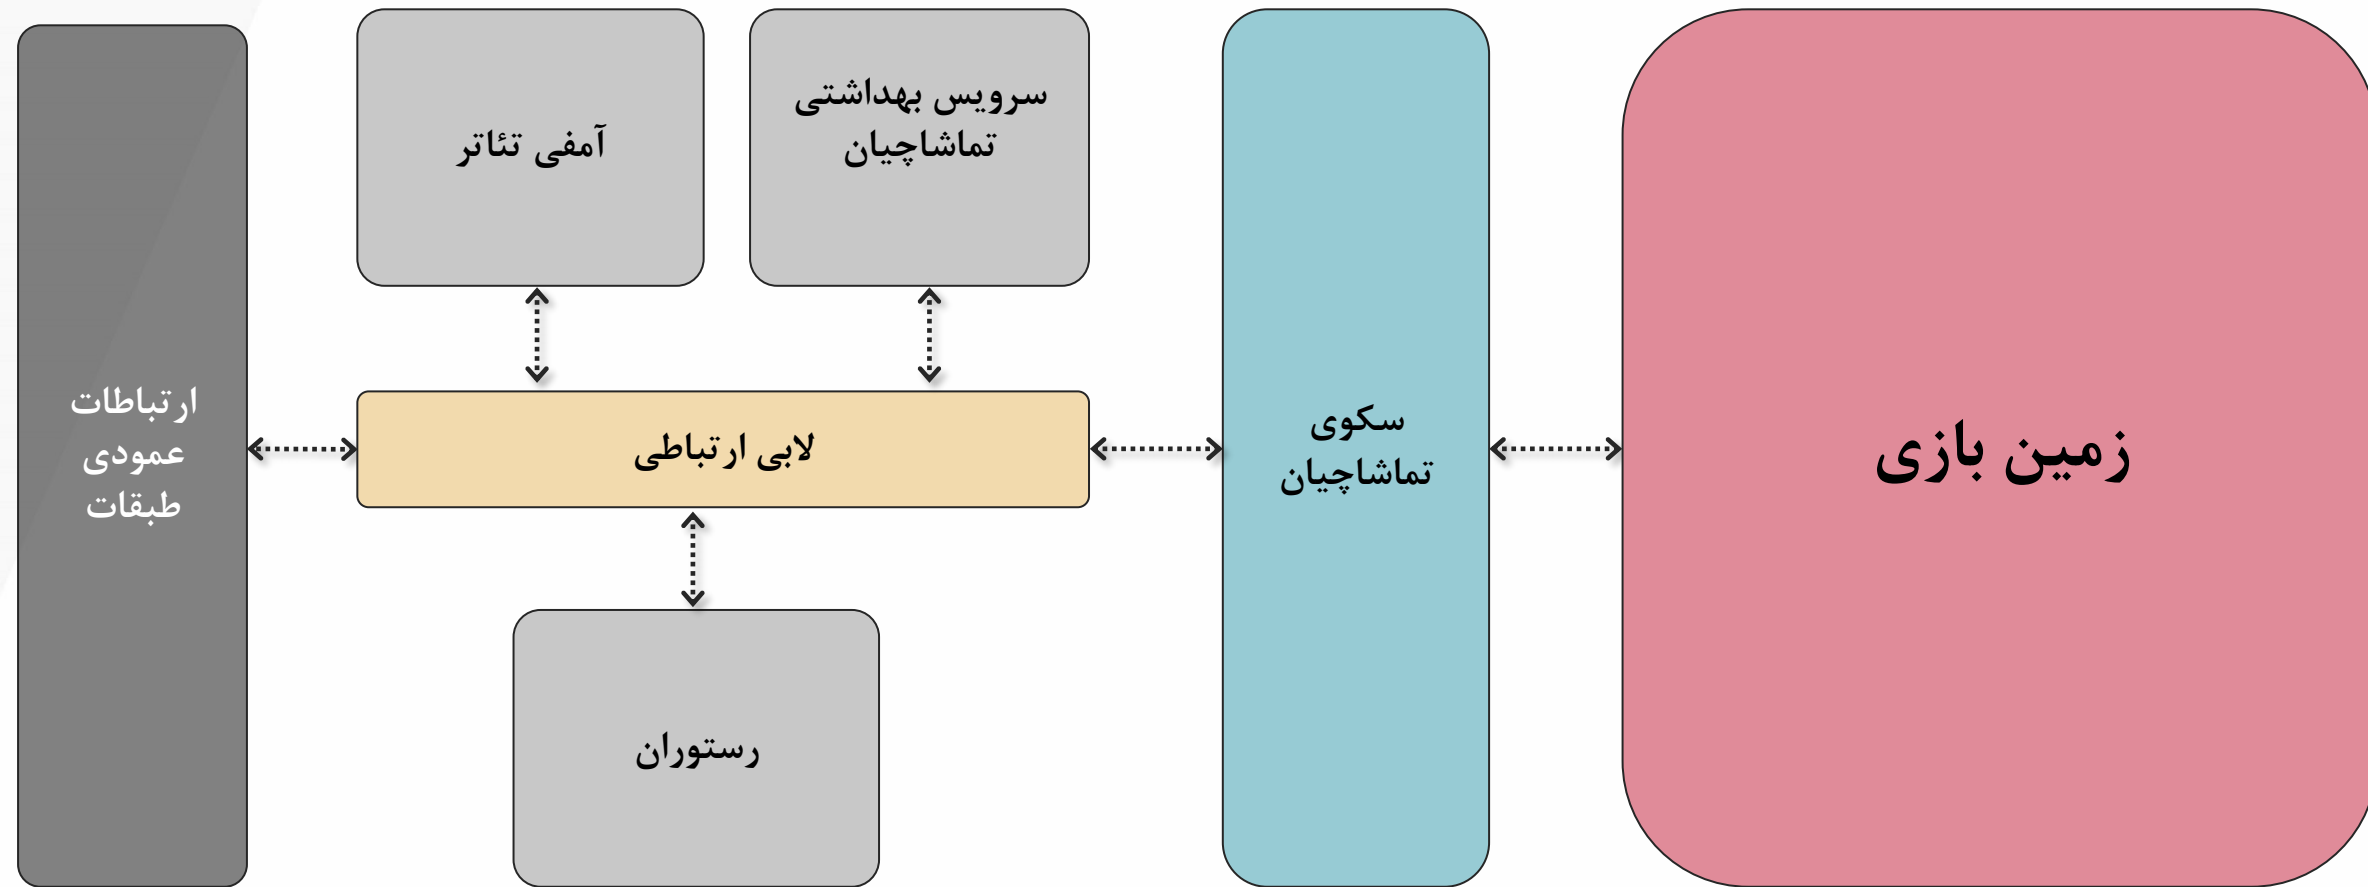 سرویس بهداشتی
تماشاچیان
آمفی تئاتر
زمین بازی
سکوی
تماشاچیان
لابی ارتباطی
ارتباطات
عمودی
طبقات
رستوران